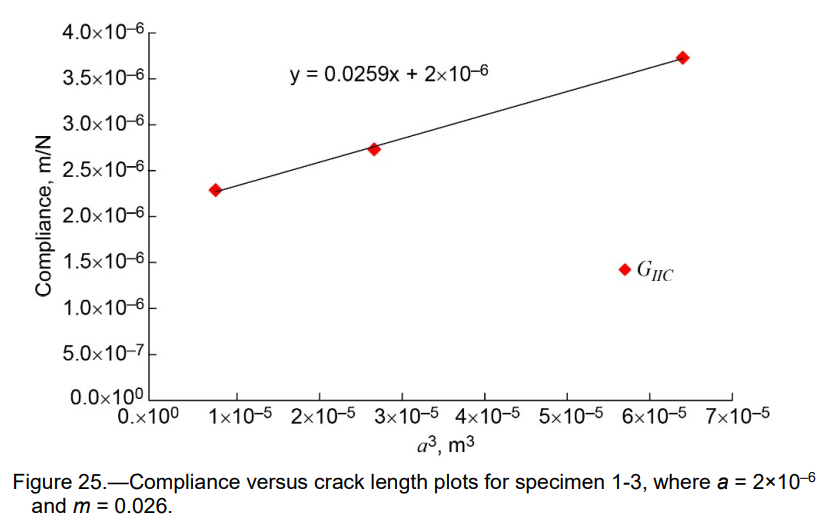 4.0×10⁻⁶
y = 0.0259x + 2×10⁻⁶
3.5×10⁻⁶
3.0×10⁻⁶
2.5×10⁻⁶
2.0×10⁻⁶
1.5×10⁻⁶
1.0×10⁻⁶
5.0×10⁻⁷
0.0×10⁰
Compliance, m/N
G_IIC
0.×10⁰ 1×10⁻⁵ 2×10⁻⁵ 3×10⁻⁵ 4×10⁻⁵ 5×10⁻⁵ 6×10⁻⁵ 7×10⁻⁵
a³, m³
Figure 25.—Compliance versus crack length plots for specimen 1-3, where a = 2×10⁻⁶
and m = 0.026.